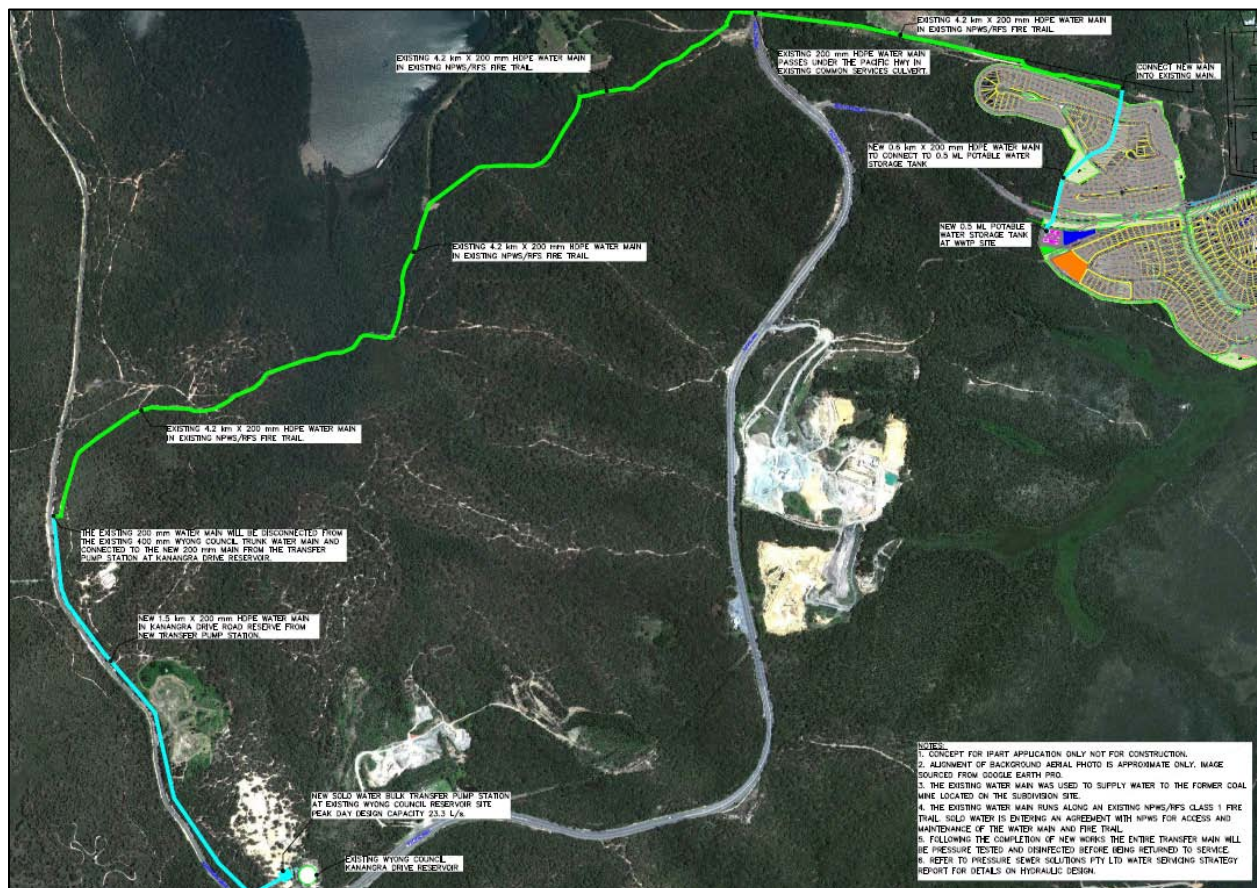 EXISTING 4.2 km X 200 mm HDPE WATER MAIN
IN EXISTING NPWS/RFS FIRE TRAIL
EXISTING 4.2 km X 200 mm HDPE WATER MAIN
IN EXISTING NPWS/RFS FIRE TRAIL.
EXISTING 200 mm HDPE WATER MAIN
PASSES UNDER THE PACIFIC HWY IN
EXISTING COMMON SERVICES CULVERT.
CONNECT NEW MAIN
INTO EXISTING MAIN.
NEW 0.6 km X 200 mm HDPE WATER MAIN
TO CONNECT TO 0.5 ML POTABLE WATER
STORAGE TANK
NEW 0.5 ML POTABLE
WATER STORAGE TANK
AT WWTP SITE
EXISTING 4.2 km X 200 mm HDPE WATER MAIN
IN EXISTING NPWS/RFS FIRE TRAIL
EXISTING 4.2 km X 200 mm HDPE WATER MAIN
IN EXISTING NPWS/RFS FIRE TRAIL.
THE EXISTING 200 mm WATER MAIN WILL BE DISCONNECTED FROM
THE EXISTING 400 mm WYONG COUNCIL TRUNK WATER MAIN AND
CONNECTED TO THE NEW 200 mm MAIN FROM THE TRANSFER
PUMP STATION AT KANANGRA DRIVE RESERVOIR.
NEW 1.5 km X 200 mm HDPE WATER MAIN
IN KANANGRA DRIVE ROAD RESERVE FROM
NEW TRANSFER PUMP STATION.
NEW SOLO WATER BULK TRANSFER PUMP STATION
AT EXISTING WYONG COUNCIL RESERVOIR SITE
PEAK DAY DESIGN CAPACITY 23.3 L/s.
EXISTING WYONG COUNCIL
KANANGRA DRIVE RESERVOIR
NOTES:
1. CONCEPT FOR IPART APPLICATION ONLY NOT FOR CONSTRUCTION.
2. ALIGNMENT OF BACKGROUND AERIAL PHOTO IS APPROXIMATE ONLY. IMAGE
SOURCED FROM GOOGLE EARTH PRO.
3. THE EXISTING WATER MAIN WAS USED TO SUPPLY WATER TO THE FORMER COAL
MINE LOCATED ON THE SUBDIVISION SITE.
4. THE EXISTING WATER MAIN RUNS ALONG AN EXISTING NPWS/RFS CLASS 1 FIRE
TRAIL. SOLO WATER IS ENTERING AN AGREEMENT WITH NPWS FOR ACCESS AND
MAINTENANCE OF THE WATER MAIN AND FIRE TRAIL
5. FOLLOWING THE COMPLETION OF NEW WORKS THE ENTIRE TRANSFER MAIN WILL
BE PRESSURE TESTED AND DISINFECTED BEFORE BEING RETURNED TO SERVICE.
6. REFER TO PRESSURE SEWER SOLUTIONS PTY LTD WATER SERVICING STRATEGY
REPORT FOR DETAILS ON HYDRAULIC DESIGN.